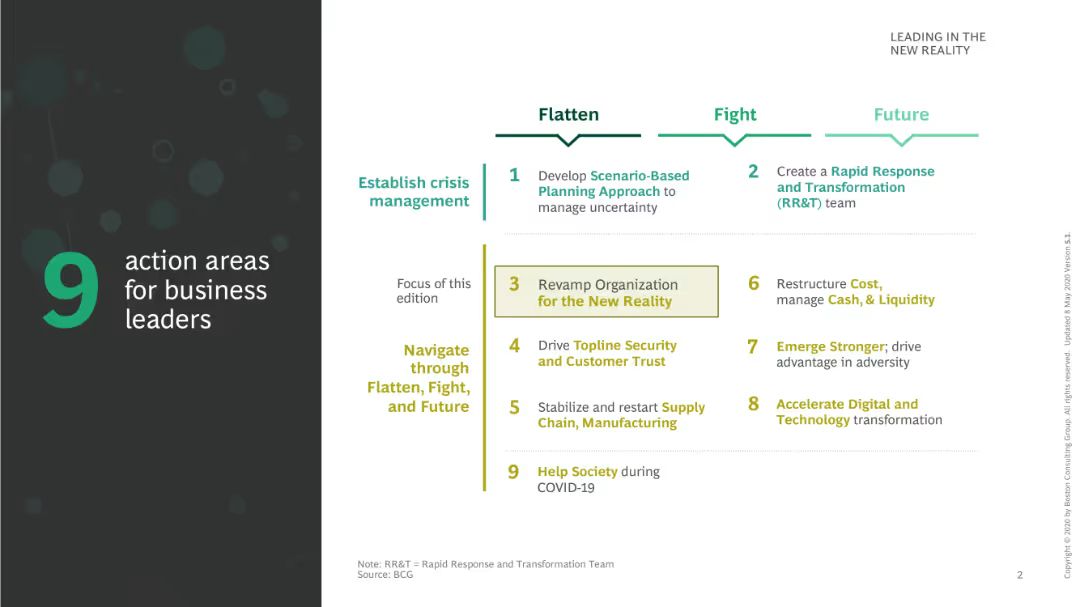 LEADING IN THE
NEW REALITY
9
action areas
for business
leaders
Flatten
Fight
Future
Establish crisis
management
1
Develop Scenario-Based
Planning Approach to
manage uncertainty
2
Create a Rapid Response
and Transformation
(RR&T) team
Focus of this
edition
3
Revamp Organization
for the New Reality
6
Restructure Cost,
manage Cash, & Liquidity
Navigate
through
Flatten, Fight,
and Future
4
Drive Topline Security
and Customer Trust
7
Emerge Stronger; drive
advantage in adversity
5
Stabilize and restart Supply
Chain, Manufacturing
8
Accelerate Digital and
Technology transformation
9
Help Society during
COVID-19
Note: RR&T = Rapid Response and Transformation Team
Source: BCG
2
Copyright © 2020 by Boston Consulting Group. All rights reserved. Updated 8 May 2020 Version 5.1.